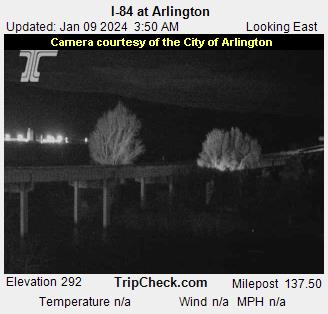 I-84 at Arlington
Updated: Jan 09 2024 3:50 AM Looking East
Camera courtesy of the City of Arlington
Elevation 292 TripCheck.com Milepost 137.50
Temperature n/a Wind n/a MPH n/a